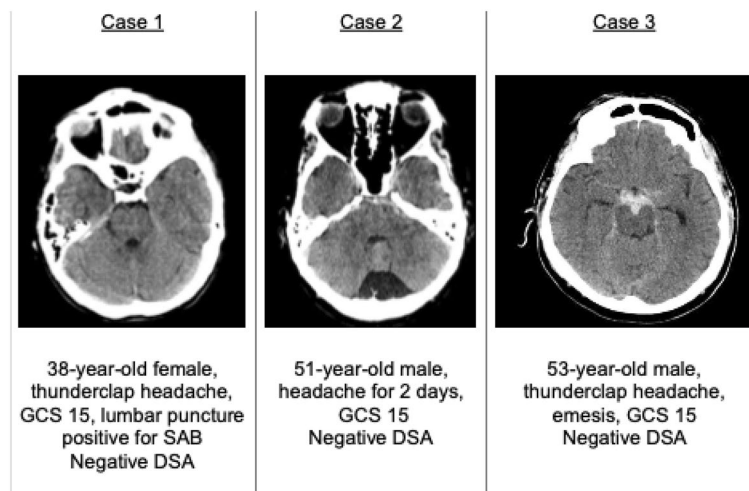 Case 1
Case 2
Case 3
38-year-old female,
thunderclap headache,
GCS 15, lumbar puncture
positive for SAB
Negative DSA
51-year-old male,
headache for 2 days,
GCS 15
Negative DSA
53-year-old male,
thunderclap headache,
emesis, GCS 15
Negative DSA